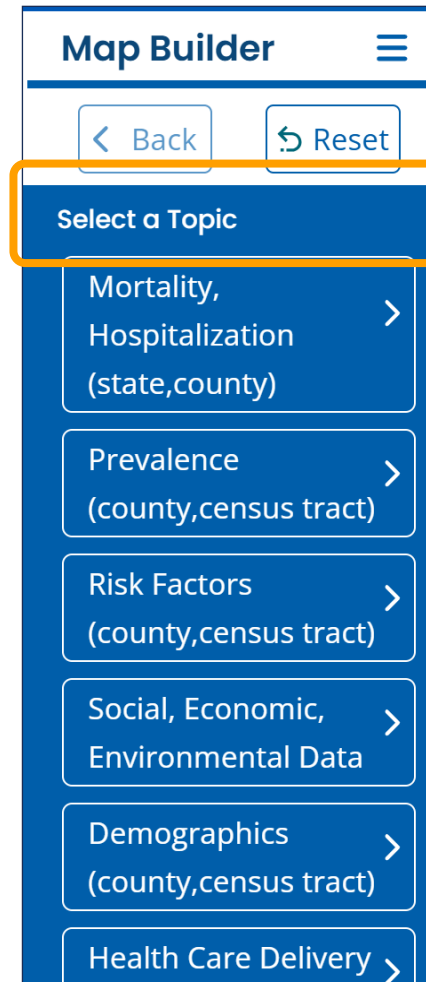 Map Builder
Back
Reset
Select a Topic
Mortality,
Hospitalization
(state,county)
Prevalence
(county,census tract)
Risk Factors
(county,census tract)
Social, Economic,
Environmental Data
Demographics
(county,census tract)
Health Care Delivery